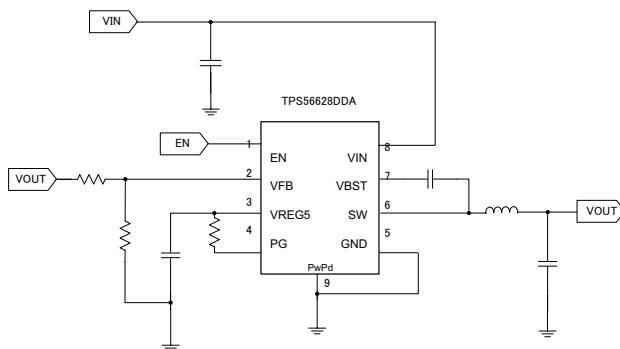 VIN
TPS56628DDA
EN
1
8
EN
VIN
VOUT
2
7
VFB
VBST
3
6
VREG5
SW
VOUT
4
5
PG
GND
PwPd
9